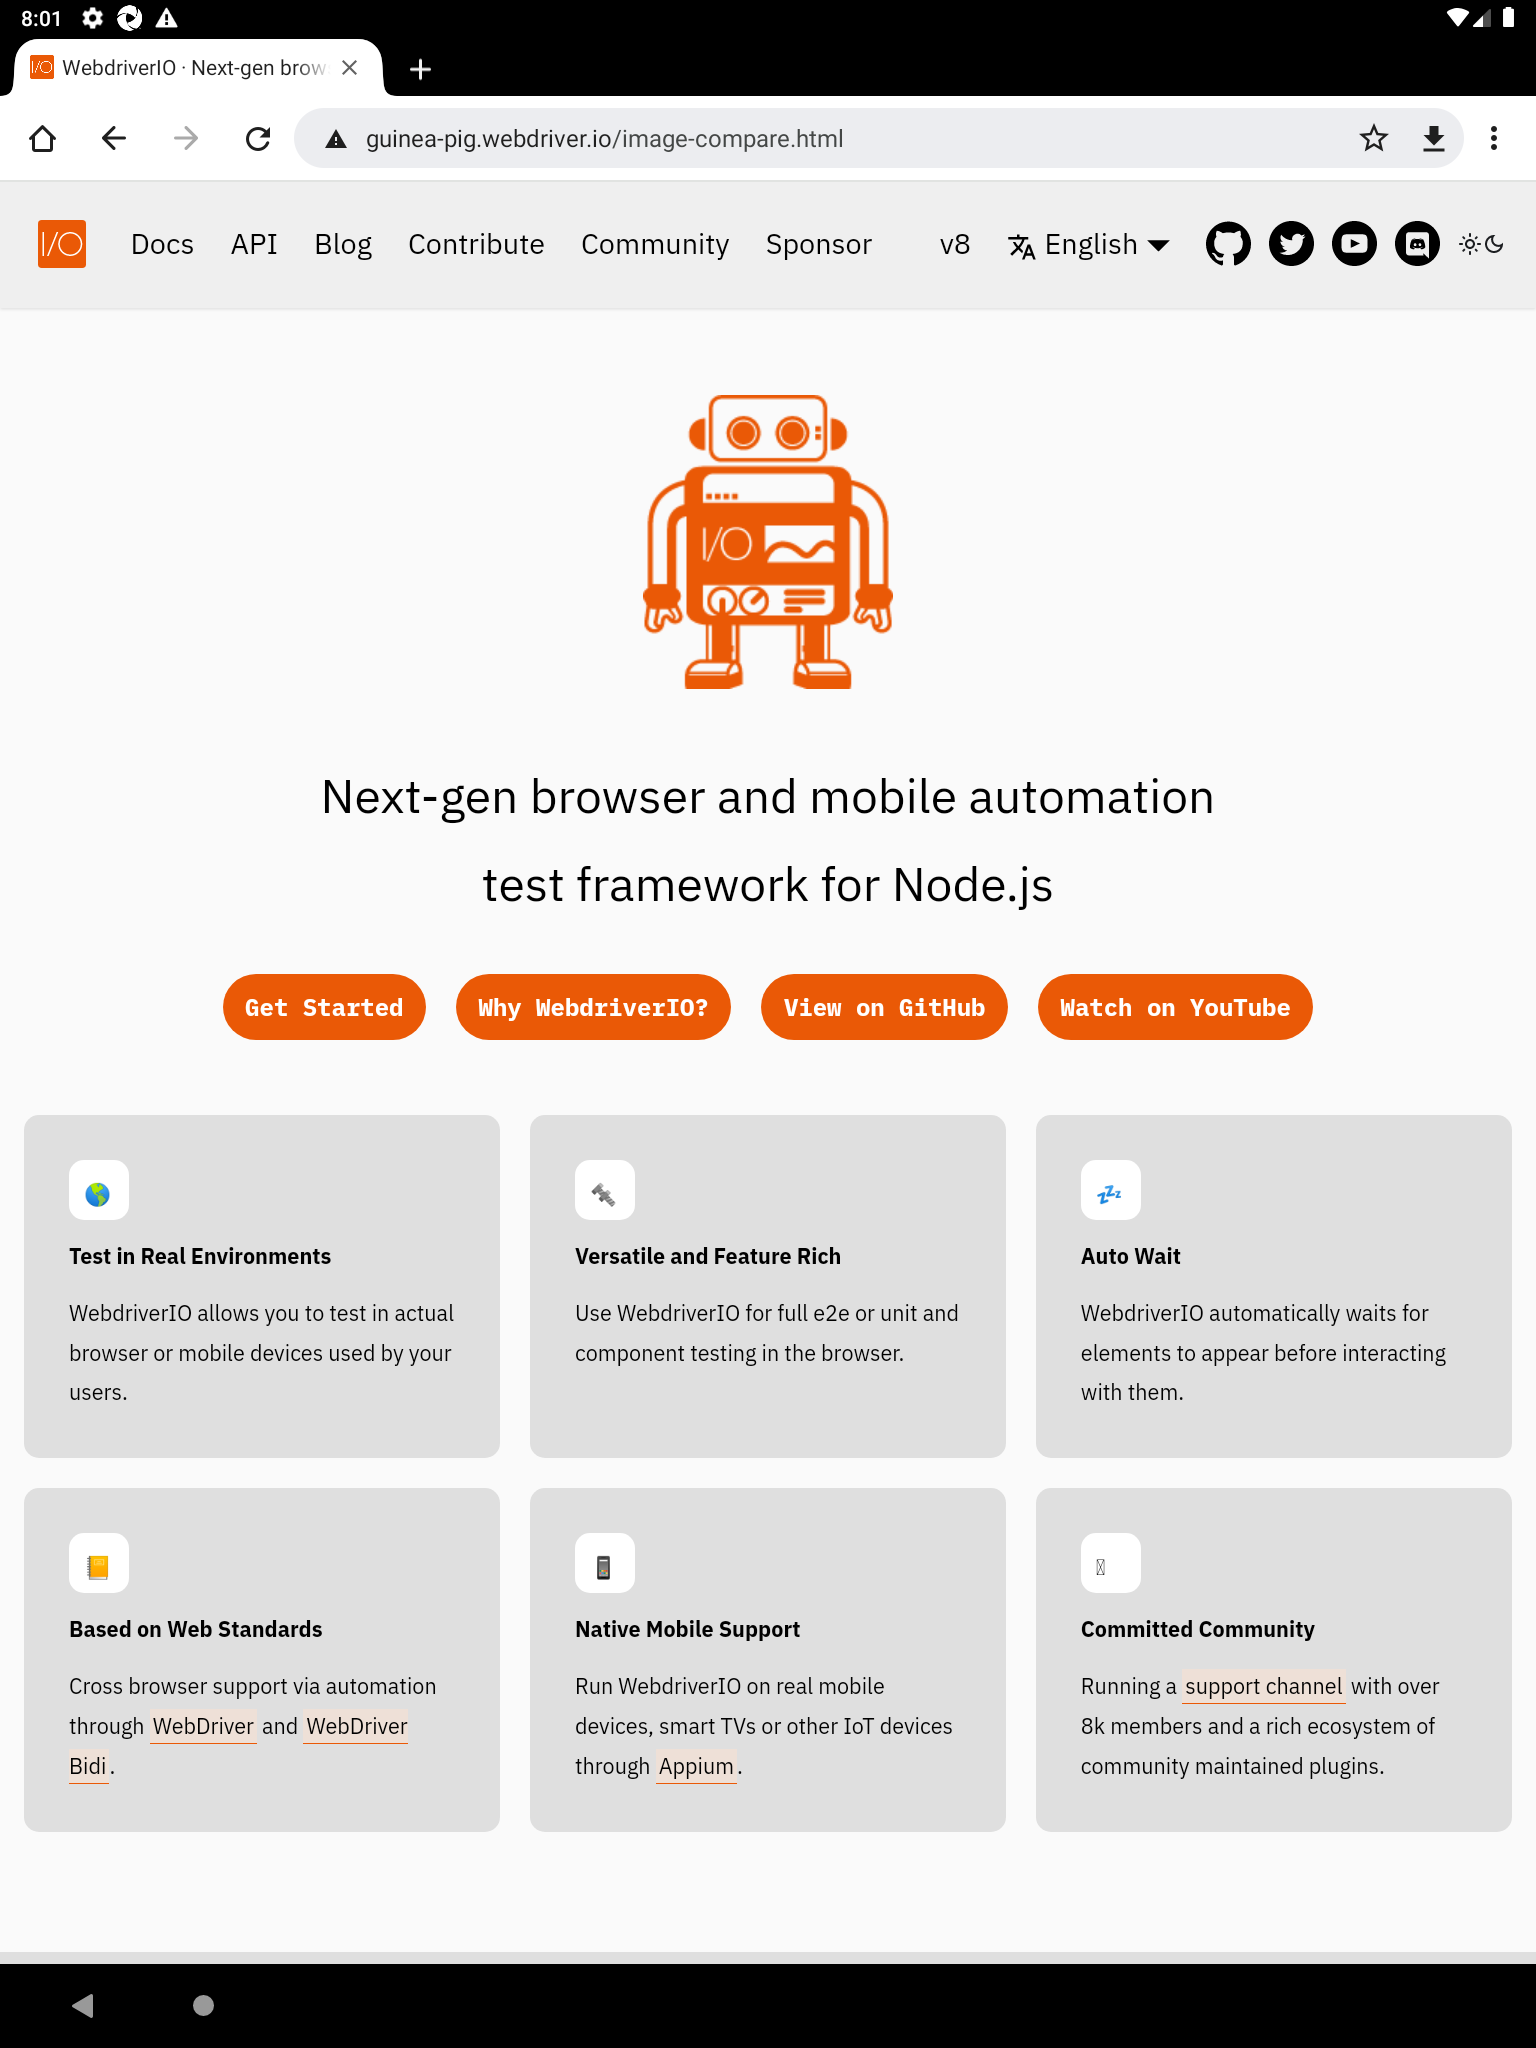 8:01
WebdriverIO · Next-gen brow
guinea-pig.webdriver.io/image-compare.html
I/O Docs API Blog Contribute Community Sponsor v8 English
I/O
Next-gen browser and mobile automation
test framework for Node.js
Get Started Why WebdriverIO? View on GitHub Watch on YouTube
Test in Real Environments
WebdriverIO allows you to test in actual
browser or mobile devices used by your
users.
Versatile and Feature Rich
Use WebdriverIO for full e2e or unit and
component testing in the browser.
💤
Auto Wait
WebdriverIO automatically waits for
elements to appear before interacting
with them.
Based on Web Standards
Cross browser support via automation
through WebDriver and WebDriver
Bidi.
Native Mobile Support
Run WebdriverIO on real mobile
devices, smart TVs or other IoT devices
through Appium.
Committed Community
Running a support channel with over
8k members and a rich ecosystem of
community maintained plugins.